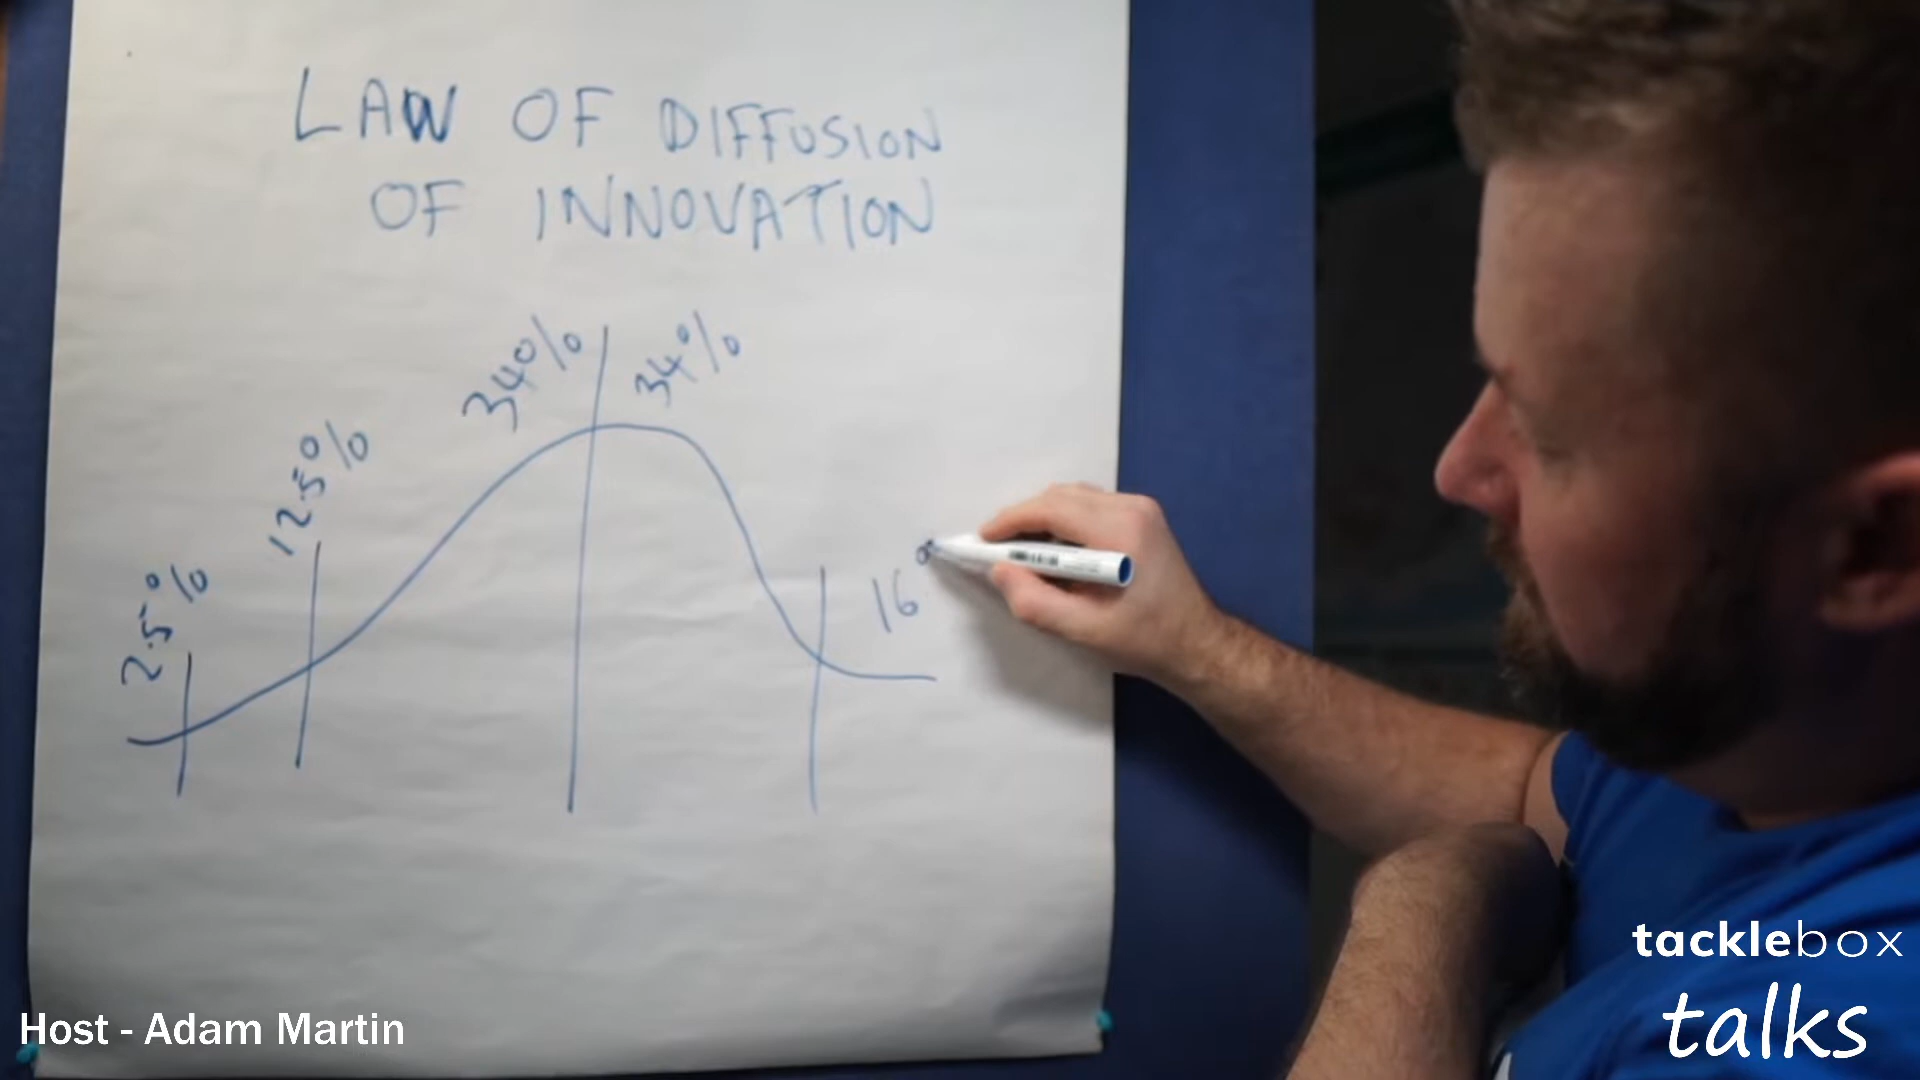 LAW OF DIFFUSION
OF INNOVATION
2.5%
12.5%
34%
34%
16
Host - Adam Martin
tacklebox
talks